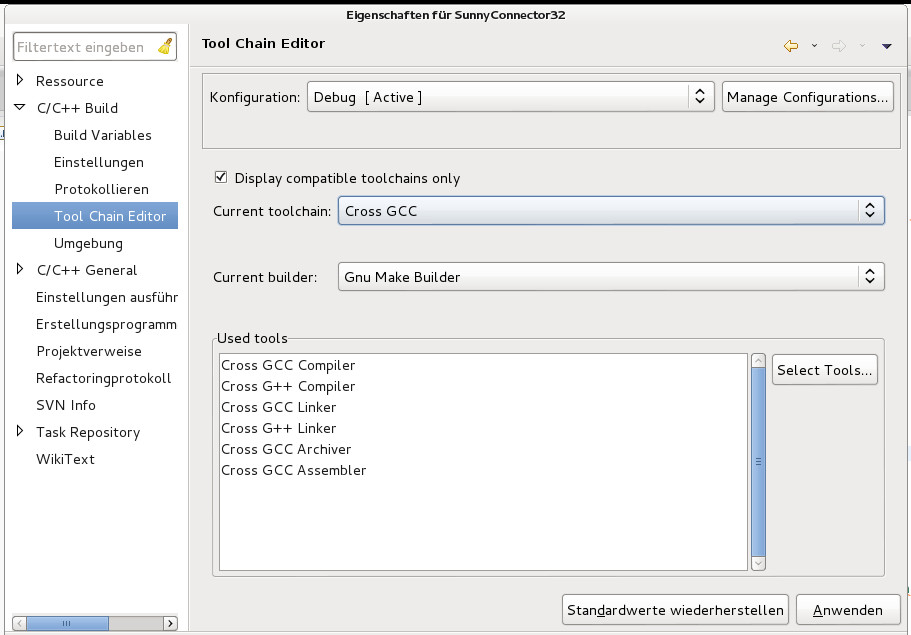 Eigenschaften für SunnyConnector32
Filtertext eingeben
Ressource
C/C++ Build
Build Variables
Einstellungen
Protokollieren
Tool Chain Editor
Umgebung
C/C++ General
Einstellungen ausführ
Erstellungsprogramm
Projektverweise
Refactoringprotokoll
SVN Info
Task Repository
WikiText
Tool Chain Editor
Konfiguration: Debug [ Active ] Manage Configurations...
Display compatible toolchains only
Current toolchain: Cross GCC
Current builder: Gnu Make Builder
Used tools
Cross GCC Compiler
Cross G++ Compiler
Cross GCC Linker
Cross G++ Linker
Cross GCC Archiver
Cross GCC Assembler
Select Tools...
Standardwerte wiederherstellen Anwenden